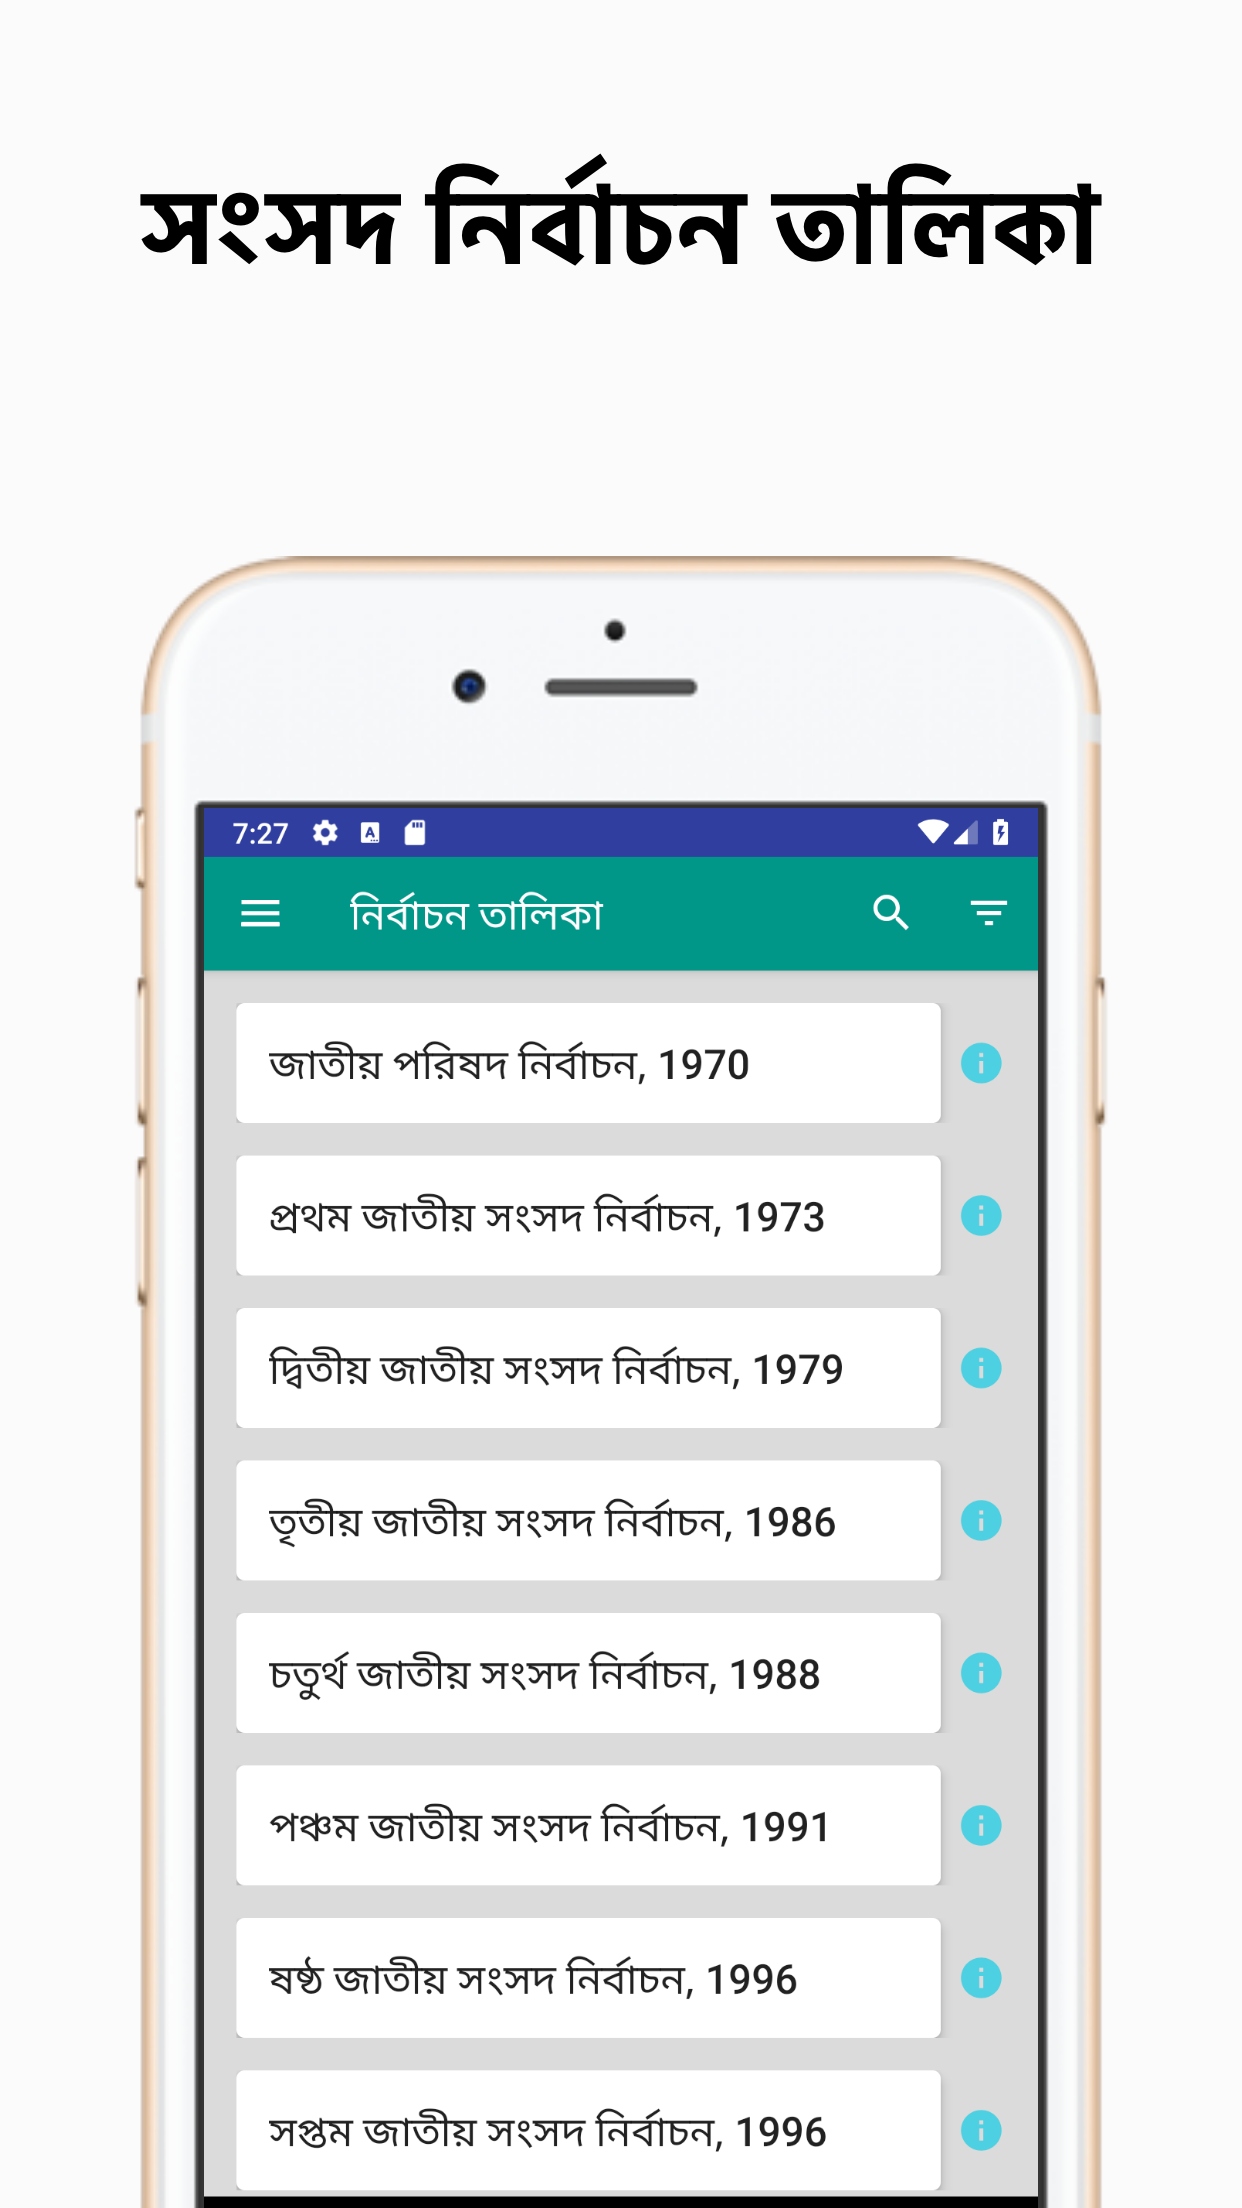 সংসদ নির্বাচন তালিকা
7:27
নির্বাচন তালিকা
জাতীয় পরিষদ নির্বাচন, 1970
প্রথম জাতীয় সংসদ নির্বাচন, 1973
দ্বিতীয় জাতীয় সংসদ নির্বাচন, 1979
তৃতীয় জাতীয় সংসদ নির্বাচন, 1986
চতুর্থ জাতীয় সংসদ নির্বাচন, 1988
পঞ্চম জাতীয় সংসদ নির্বাচন, 1991
ষষ্ঠ জাতীয় সংসদ নির্বাচন, 1996
সপ্তম জাতীয় সংসদ নির্বাচন, 1996